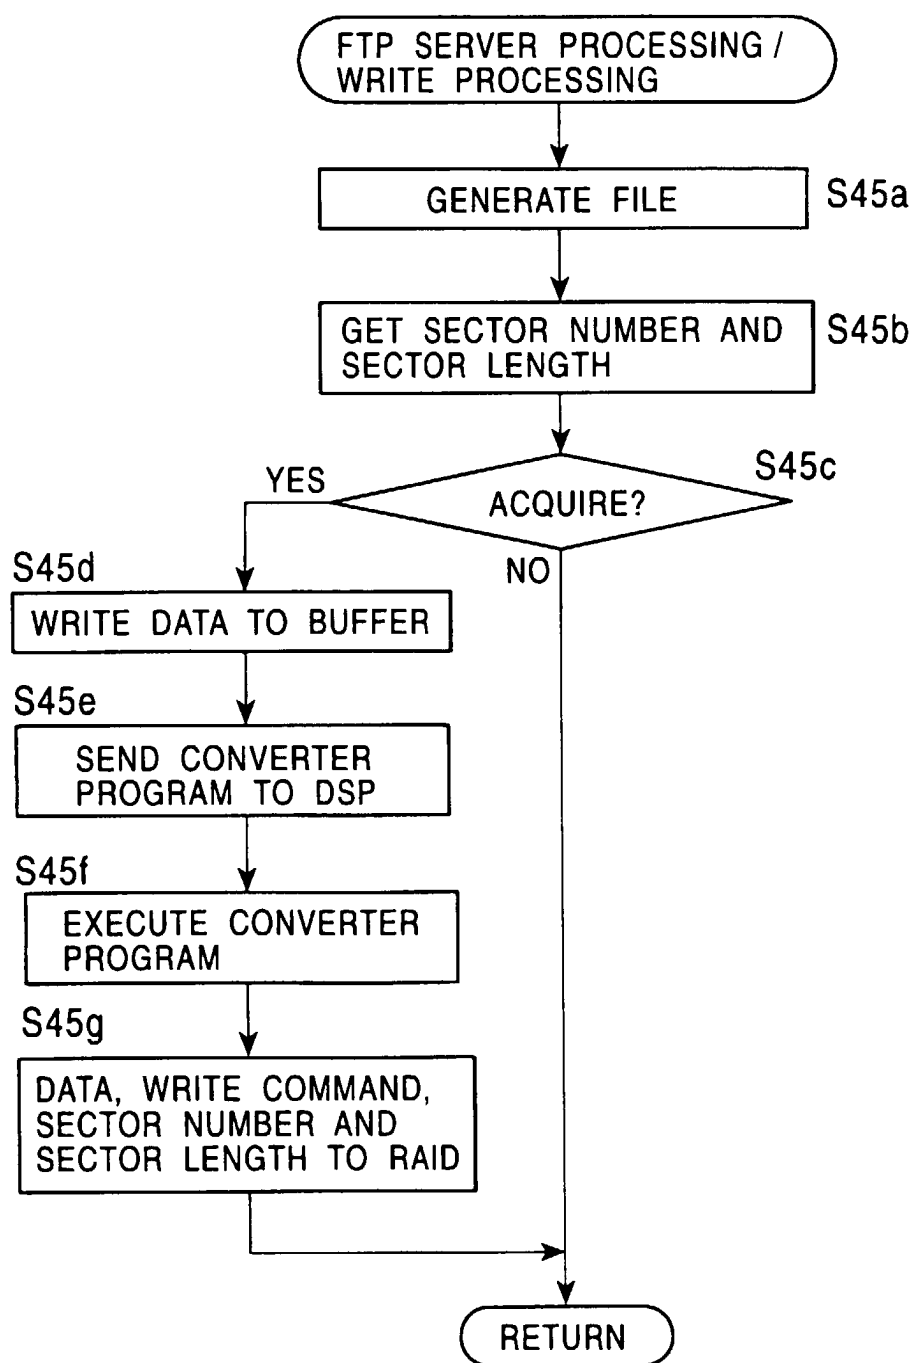 FTP SERVER PROCESSING /
WRITE PROCESSING
GENERATE FILE
S45a
GET SECTOR NUMBER AND
SECTOR LENGTH
S45b
S45c
ACQUIRE?
YES
NO
S45d
WRITE DATA TO BUFFER
S45e
SEND CONVERTER
PROGRAM TO DSP
S45f
EXECUTE CONVERTER
PROGRAM
S45g
DATA, WRITE COMMAND,
SECTOR NUMBER AND
SECTOR LENGTH TO RAID
RETURN